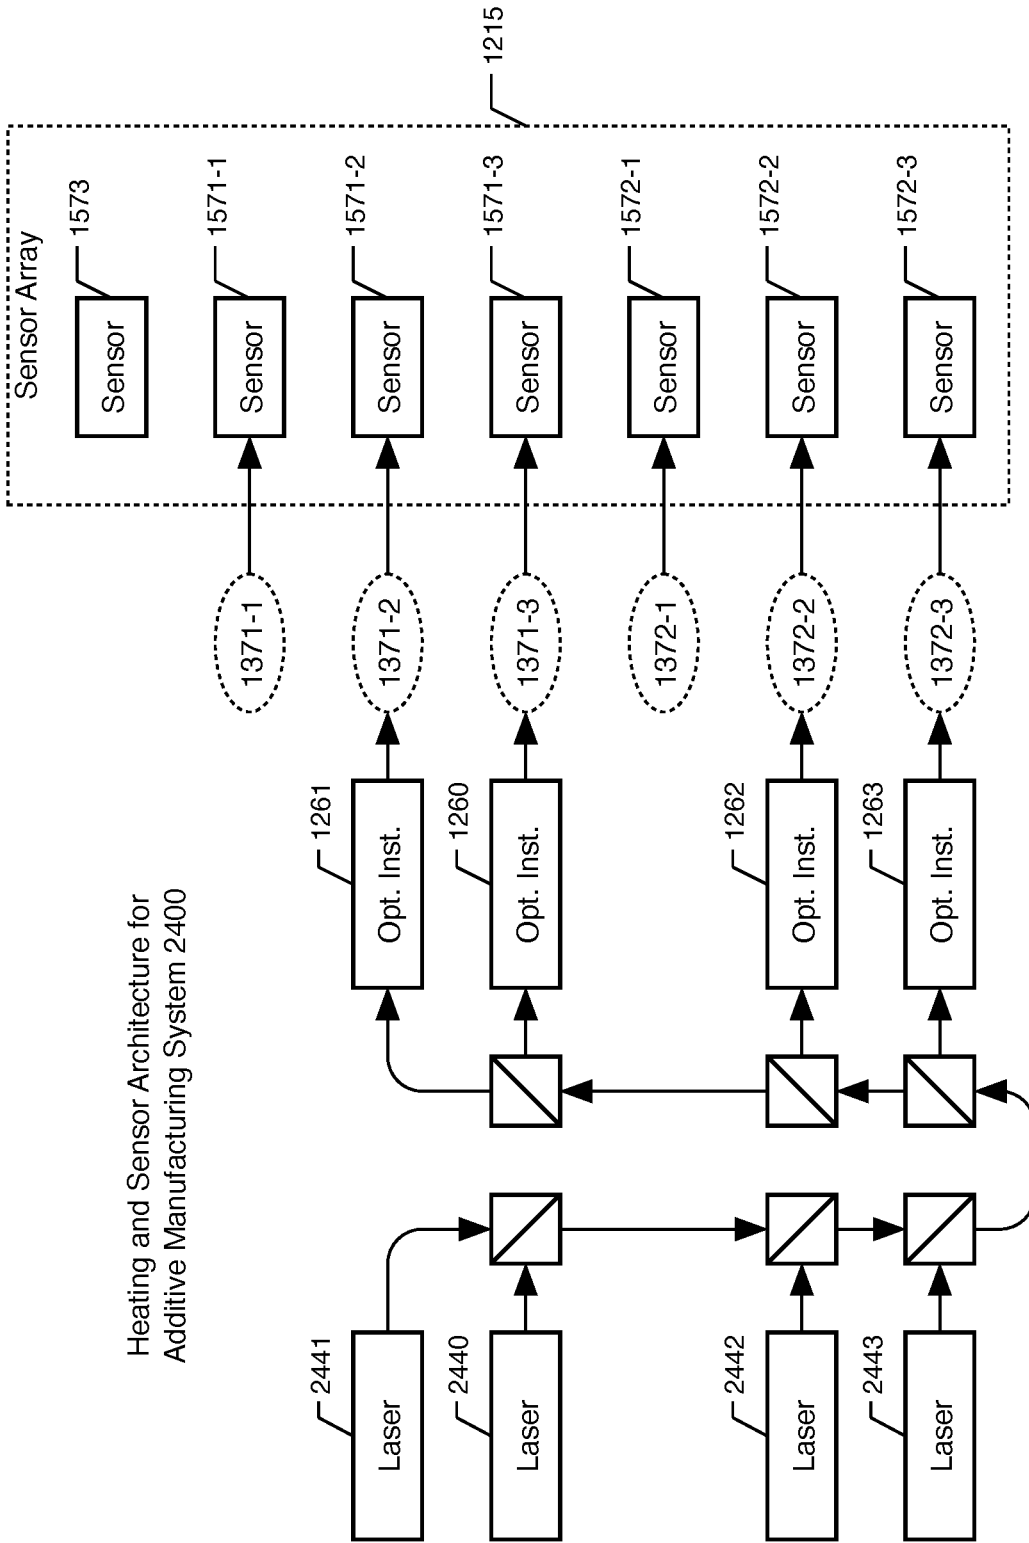 Heating and Sensor Architecture for
Additive Manufacturing System 2400
Sensor Array
1215
Sensor
1573
1371-1
Sensor
1571-1
Laser
2441
Opt. Inst.
1261
1371-2
Sensor
1571-2
Laser
2440
Opt. Inst.
1260
1371-3
Sensor
1571-3
1372-1
Sensor
1572-1
Laser
2442
Opt. Inst.
1262
1372-2
Sensor
1572-2
Laser
2443
Opt. Inst.
1263
1372-3
Sensor
1572-3